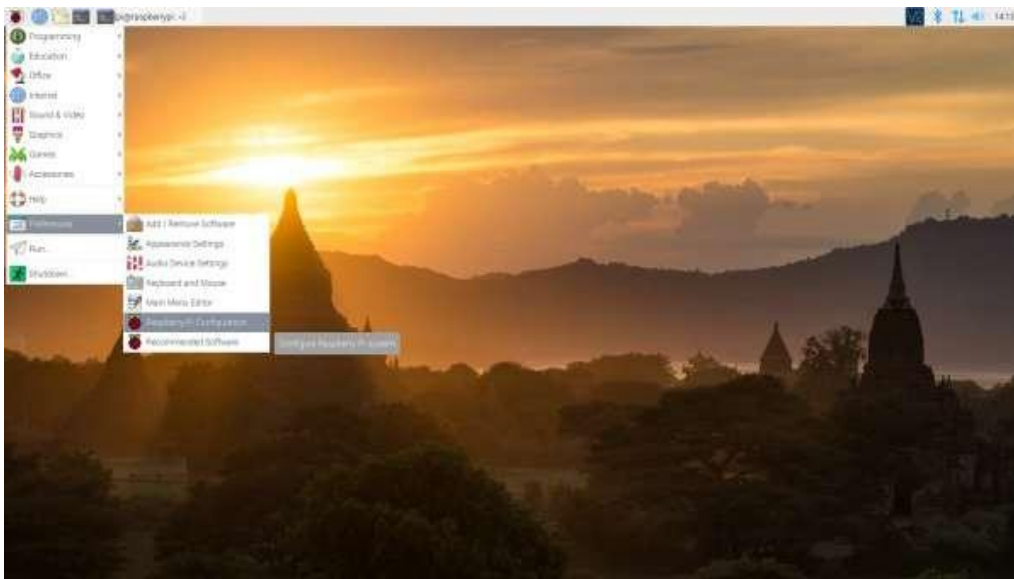 pi@raspberrypi: ~
14:13
Programming
Education
Office
Internet
Sound & Video
Graphics
Games
Accessories
Help
Preferences
Run...
Shutdown...
Add / Remove Software
Appearance Settings
Audio Device Settings
Keyboard and Mouse
Main Menu Editor
Raspberry Pi Configuration
Recommended Software
Configure Raspberry Pi system